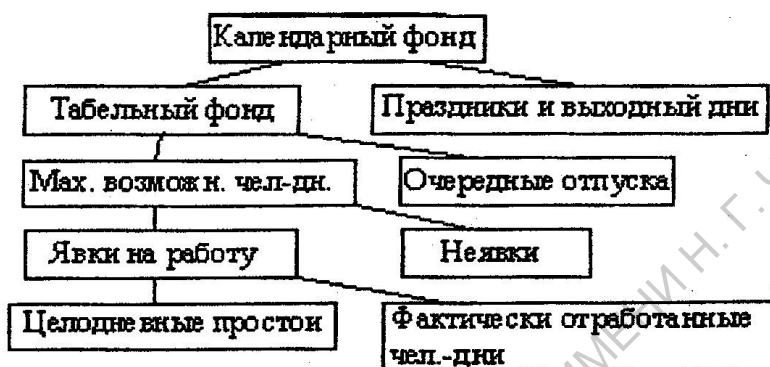 Календарный фонд
Табельный фонд
Праздники и выходный дни
Мах. возможн. чел-дн.
Очередные отпуска
Явки на работу
Неявки
Целодневные простои
Фактически отработанные
чел.-дни
ИМЕНИ Н. Г. Ч